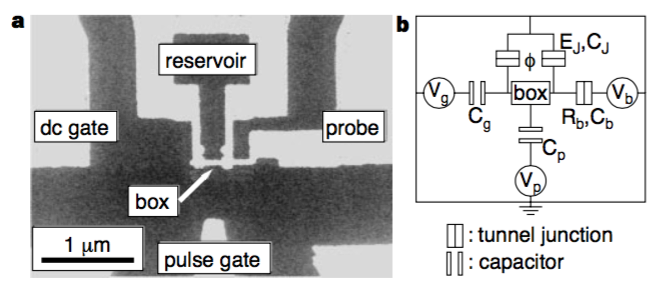 a
reservoir
dc gate
probe
box
1 μm
pulse gate
b
E_J,C_J
ϕ
V_g
box
V_b
C_g
R_b,C_b
C_p
V_p
: tunnel junction
: capacitor